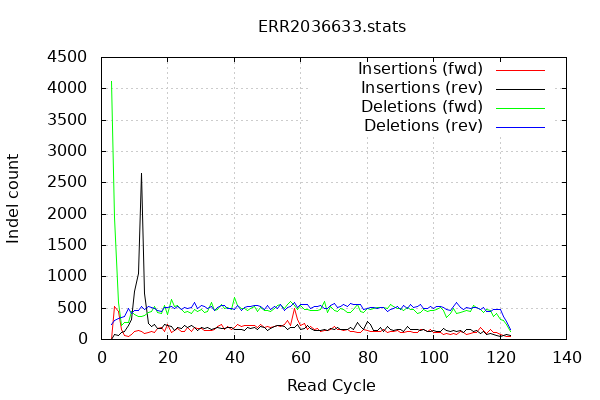 ERR2036633.stats
Insertions (fwd)
Insertions (rev)
Deletions (fwd)
Deletions (rev)
4500
4000
3500
3000
2500
2000
1500
1000
500
0
Indel count
0 20 40 60 80 100 120 140
Read Cycle